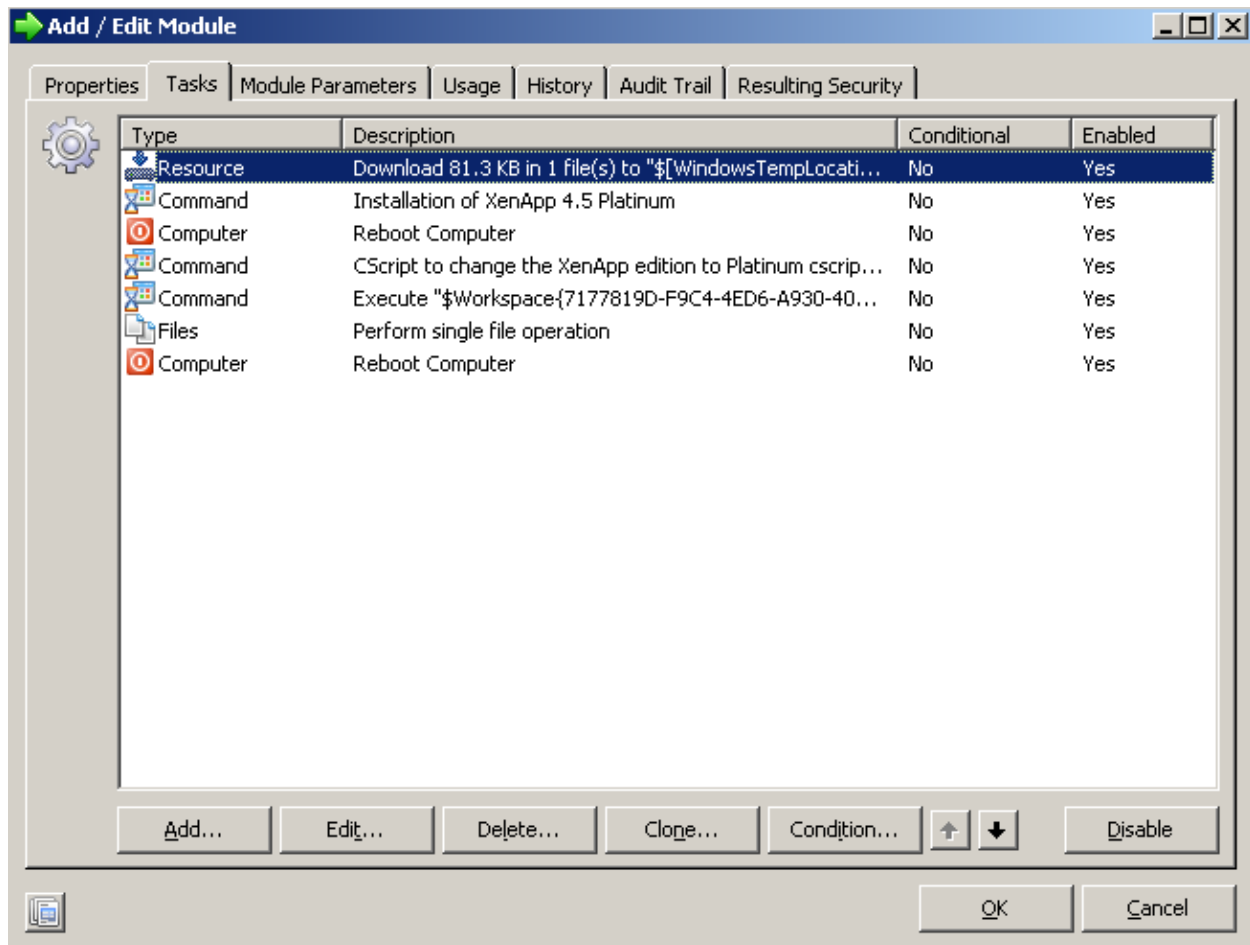 Add / Edit Module
Properties Tasks Module Parameters Usage History Audit Trail Resulting Security
Type Description Conditional Enabled
Resource Download 81.3 KB in 1 file(s) to "$[WindowsTempLocati... No Yes
Command Installation of XenApp 4.5 Platinum No Yes
Computer Reboot Computer No Yes
Command CScript to change the XenApp edition to Platinum cscrip... No Yes
Command Execute "$Workspace{7177819D-F9C4-4ED6-A930-40... No Yes
Files Perform single file operation No Yes
Computer Reboot Computer No Yes
Add... Edit... Delete... Clone... Condition... Disable
OK Cancel